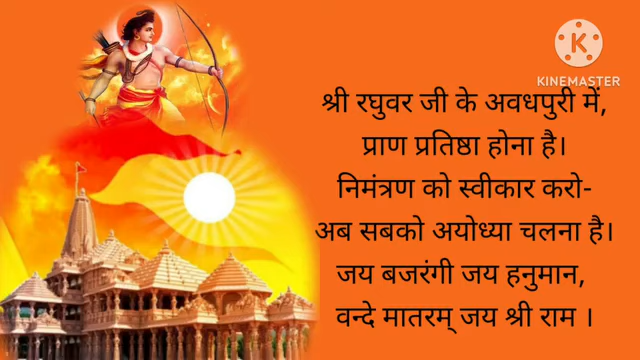 K
KINEMASTER
श्री रघुवर जी के अवधपुरी में,
प्राण प्रतिष्ठा होना है।
निमंत्रण को स्वीकार करो-
अब सबको अयोध्या चलना है।
जय बजरंगी जय हनुमान,
वन्दे मातरम् जय श्री राम ।